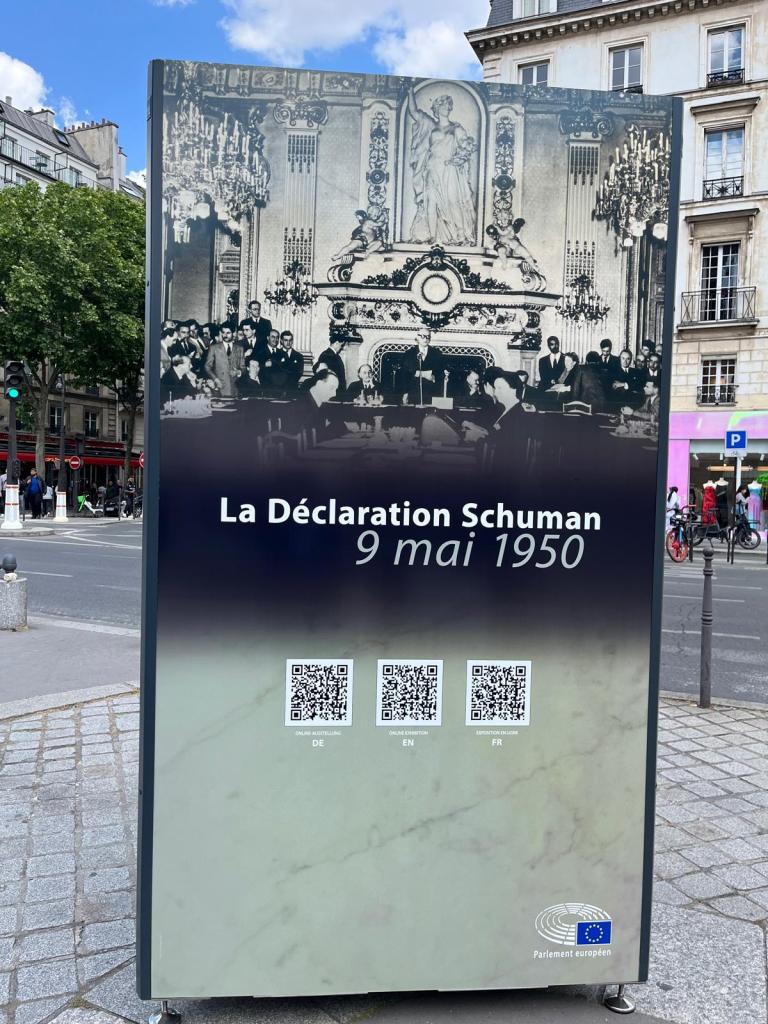 La Déclaration Schuman
9 mai 1950
ONLINE-AUSSTELLUNG
DE
ONLINE EXHIBITION
EN
EXPOSITION EN LIGNE
FR
Parlement européen
P